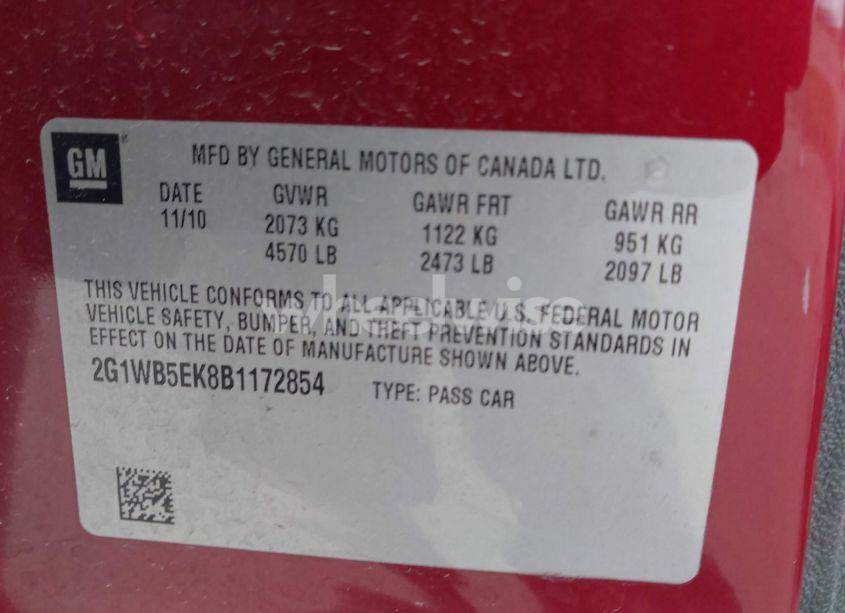 GM
MFD BY GENERAL MOTORS OF CANADA LTD.
DATE GVWR GAWR FRT GAWR RR
11/10 2073 KG 1122 KG 951 KG
4570 LB 2473 LB 2097 LB
THIS VEHICLE CONFORMS TO ALL APPLICABLE U.S. FEDERAL MOTOR
VEHICLE SAFETY, BUMPER, AND THEFT PREVENTION STANDARDS IN
EFFECT ON THE DATE OF MANUFACTURE SHOWN ABOVE.
2G1WB5EK8B1172854 TYPE: PASS CAR